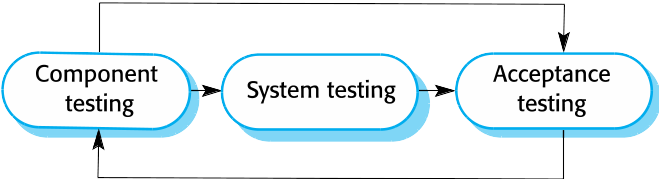 Component
testing
System testing
Acceptance
testing